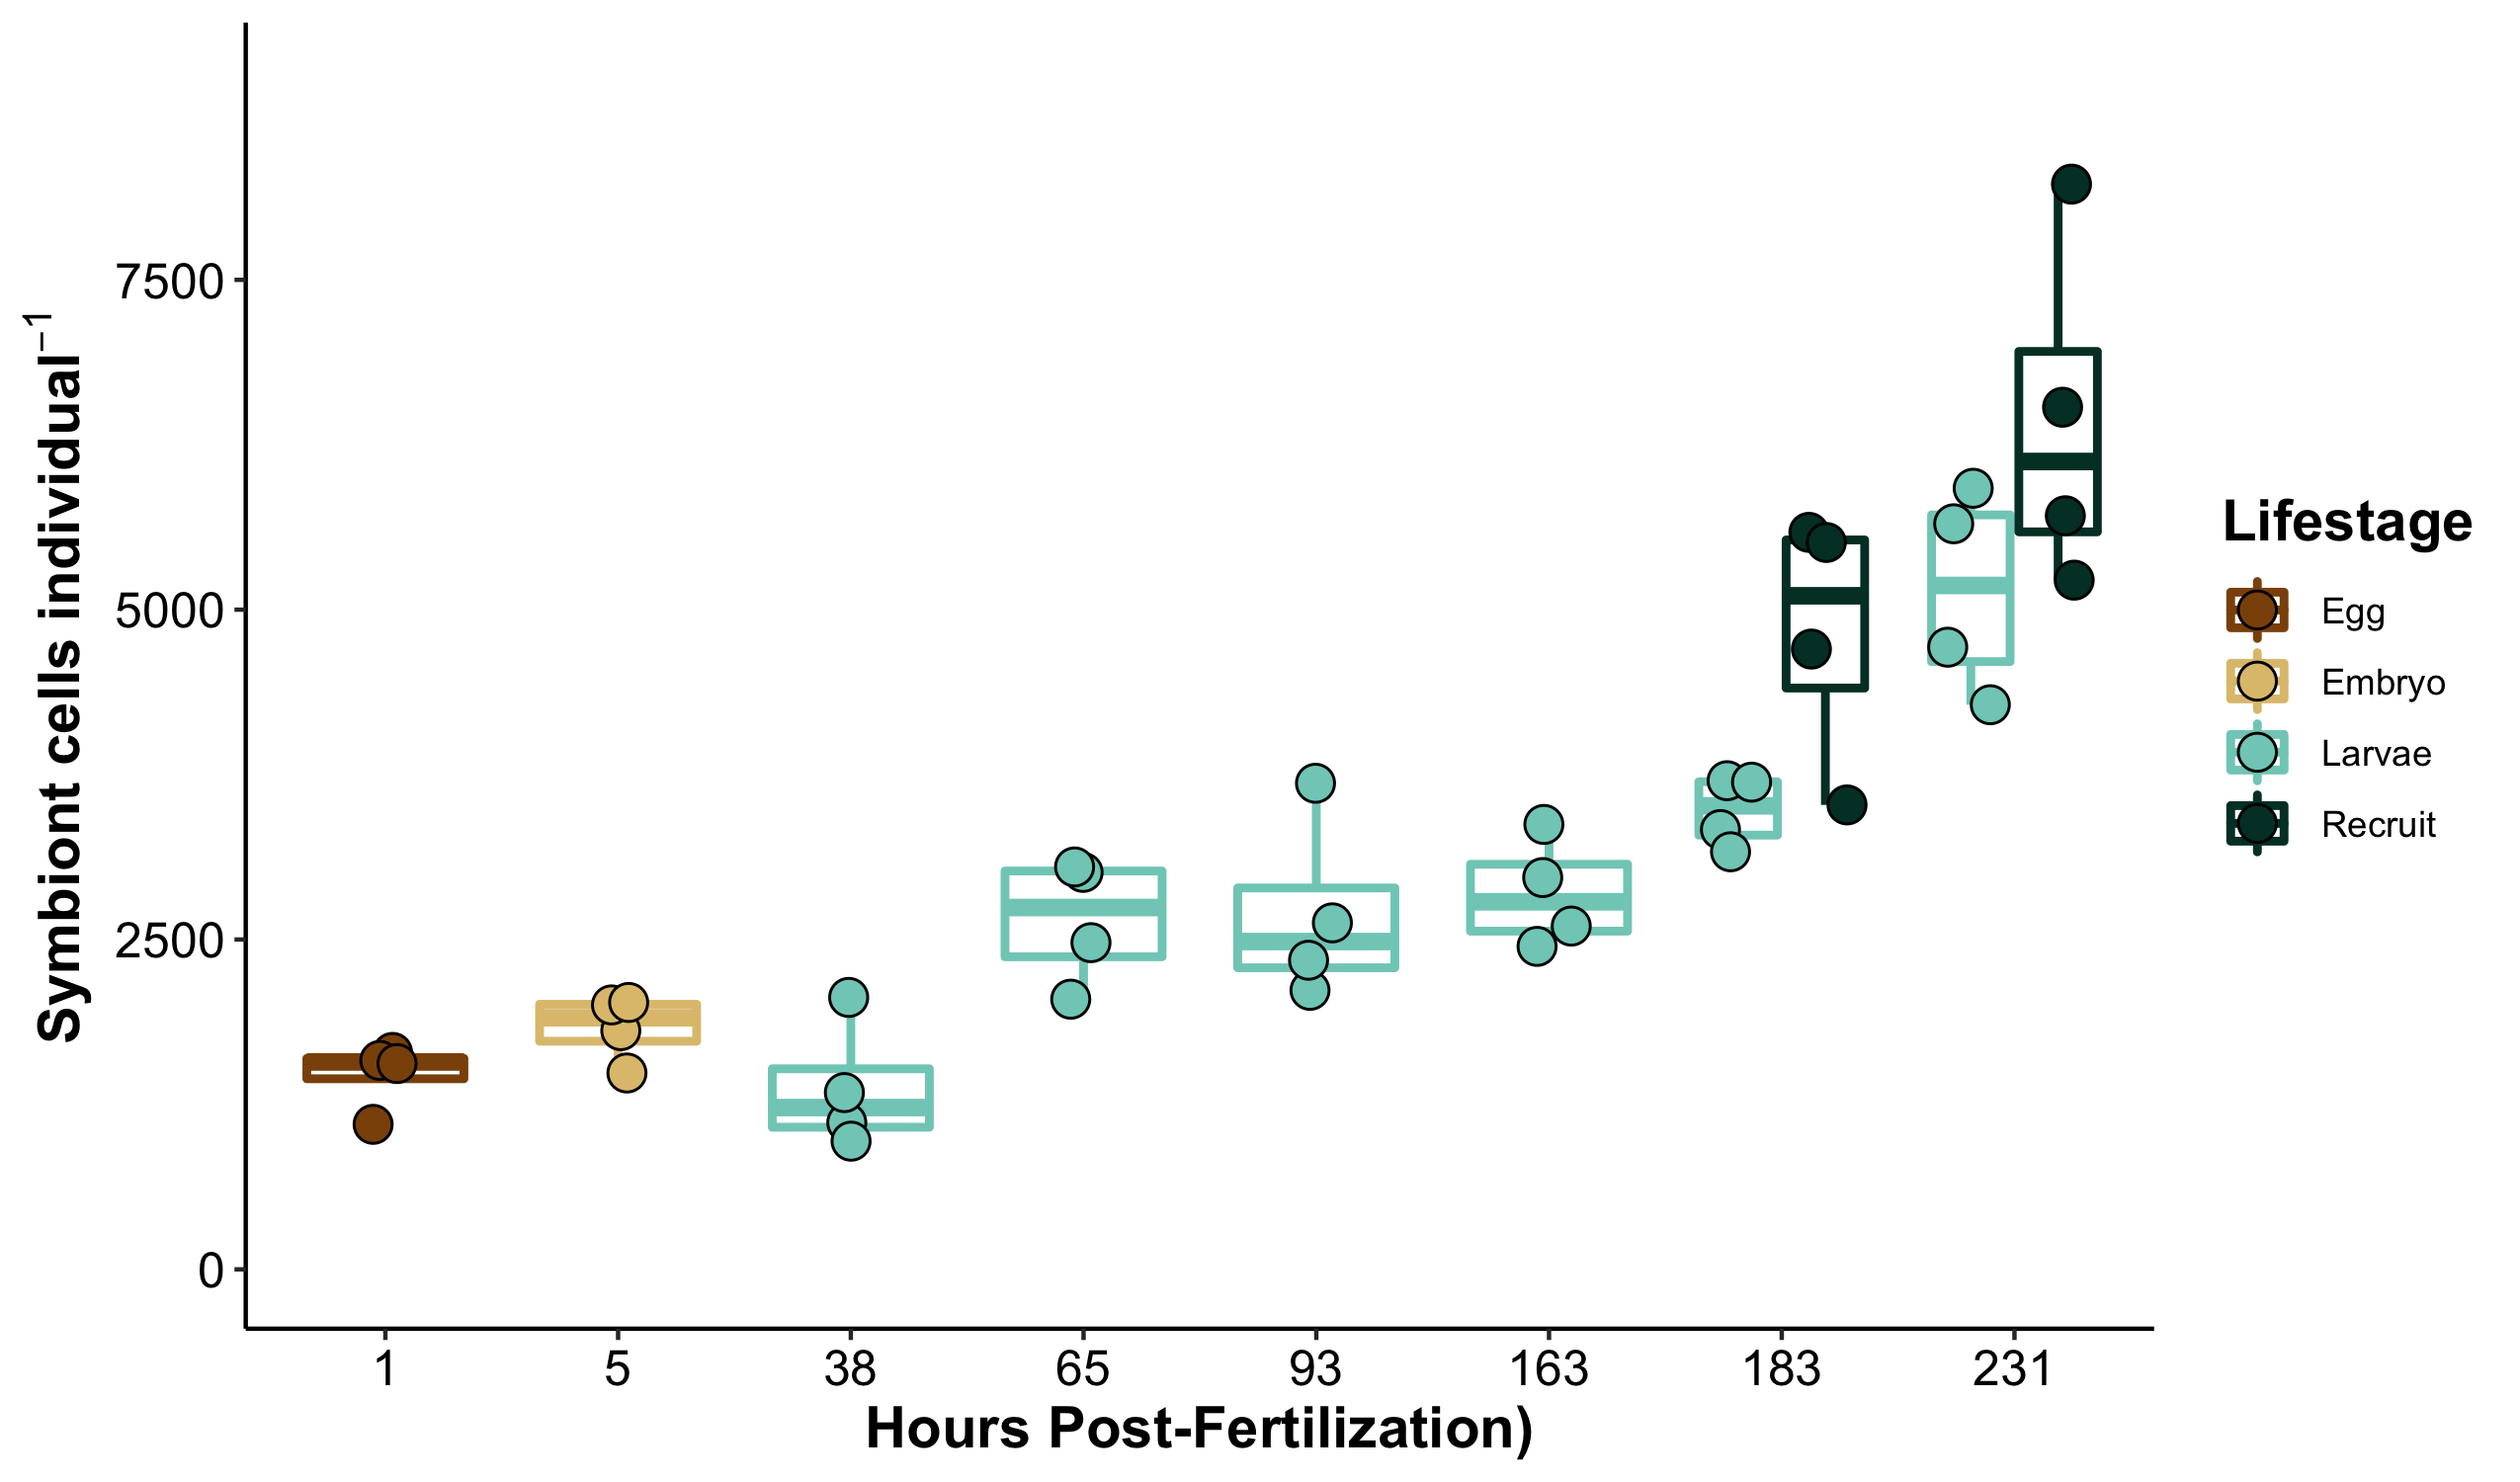 Symbiont cells individual⁻¹
7500
5000
2500
0
1 5 38 65 93 163 183 231
Hours Post-Fertilization)
Lifestage
Egg
Embryo
Larvae
Recruit